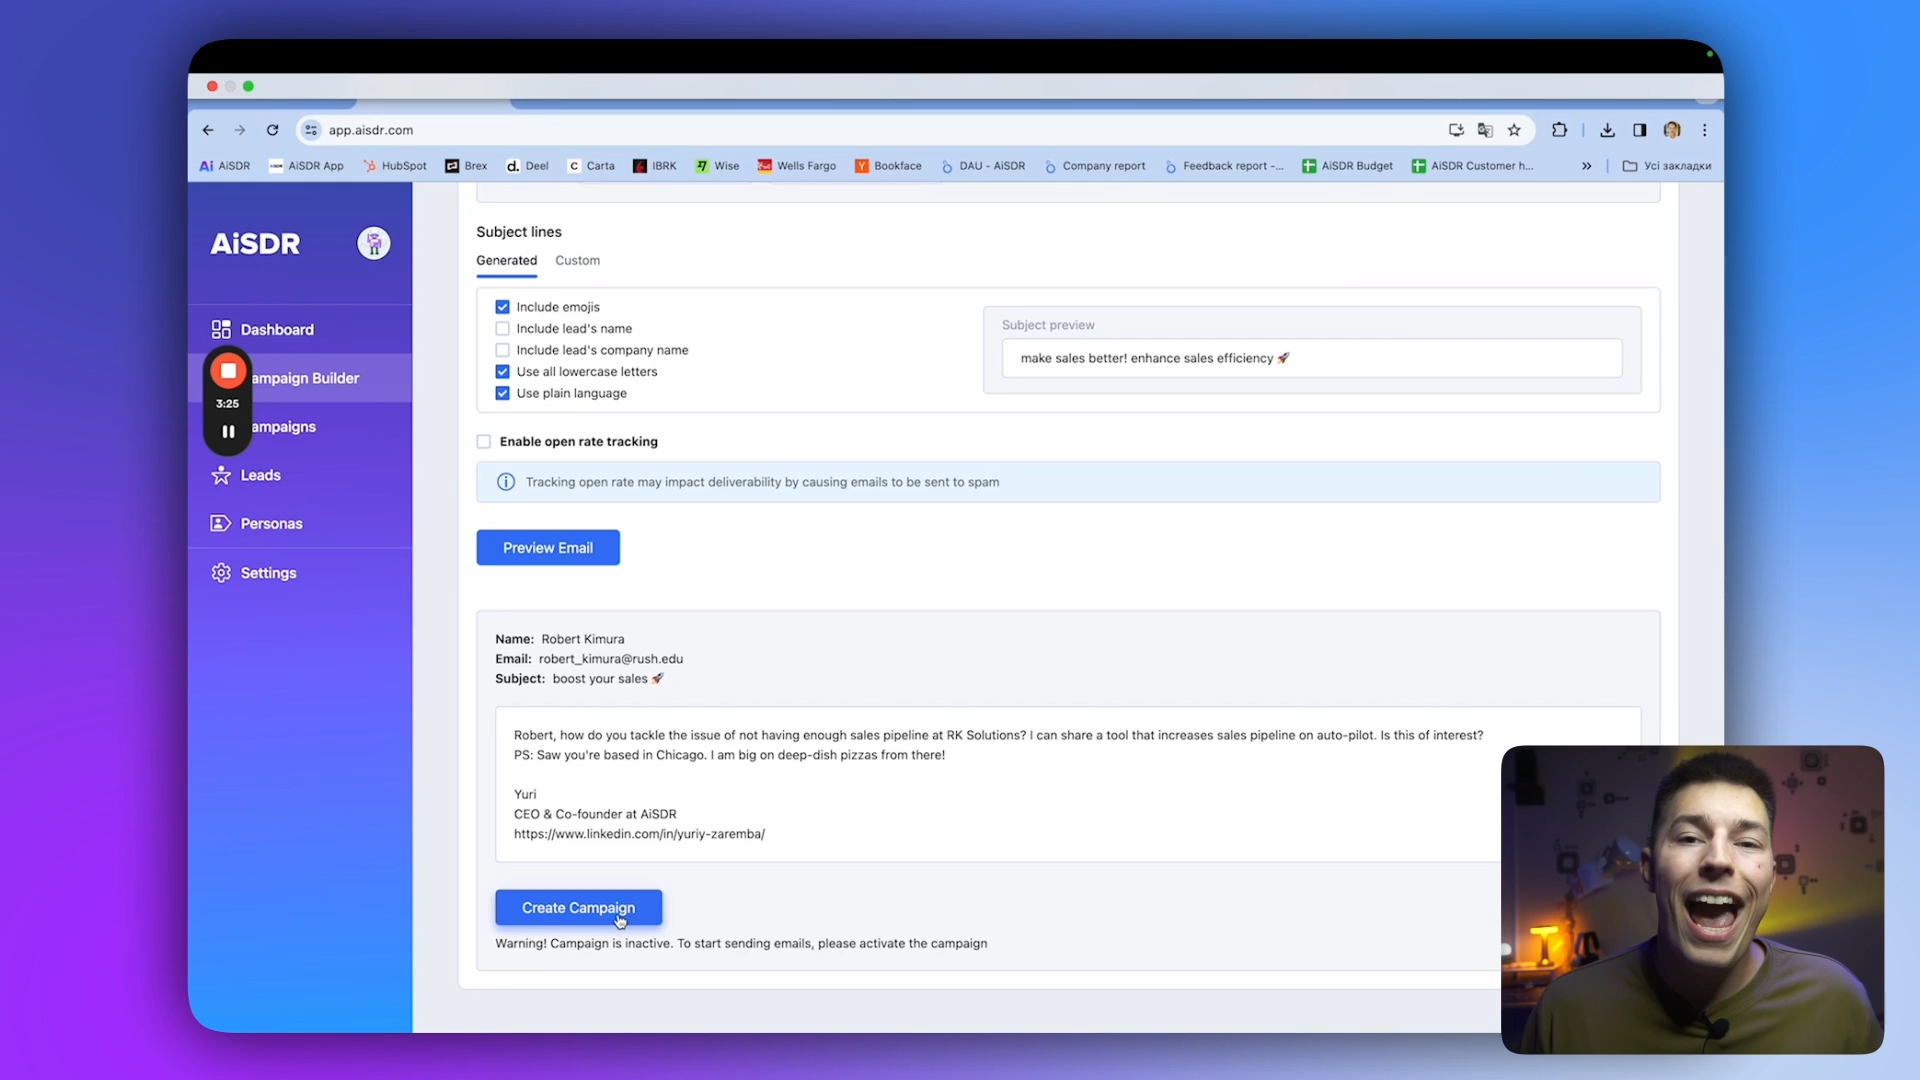 app.aisdr.com
Ai AiSDR AiSDR App HubSpot Brex d. Deel C Carta IBRK Wise Wells Fargo Y Bookface DAU - AiSDR Company report Feedback report -... AiSDR Budget AiSDR Customer h... » Усі закладки
AiSDR
Dashboard
ampaign Builder
3:25
ampaigns
Leads
Personas
Settings
Subject lines
Generated Custom
Include emojis
Include lead's name
Include lead's company name
Use all lowercase letters
Use plain language
Subject preview
make sales better! enhance sales efficiency 🚀
Enable open rate tracking
Tracking open rate may impact deliverability by causing emails to be sent to spam
Preview Email
Name: Robert Kimura
Email: robert_kimura@rush.edu
Subject: boost your sales 🚀
Robert, how do you tackle the issue of not having enough sales pipeline at RK Solutions? I can share a tool that increases sales pipeline on auto-pilot. Is this of interest?
PS: Saw you're based in Chicago. I am big on deep-dish pizzas from there!
Yuri
CEO & Co-founder at AiSDR
https://www.linkedin.com/in/yuriy-zaremba/
Create Campaign
Warning! Campaign is inactive. To start sending emails, please activate the campaign